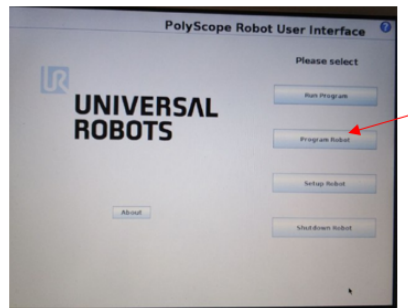 PolyScope Robot User Interface ?
Please select
UR
UNIVERSAL
ROBOTS
Run Program
Program Robot
Setup Robot
About
Shutdown Robot